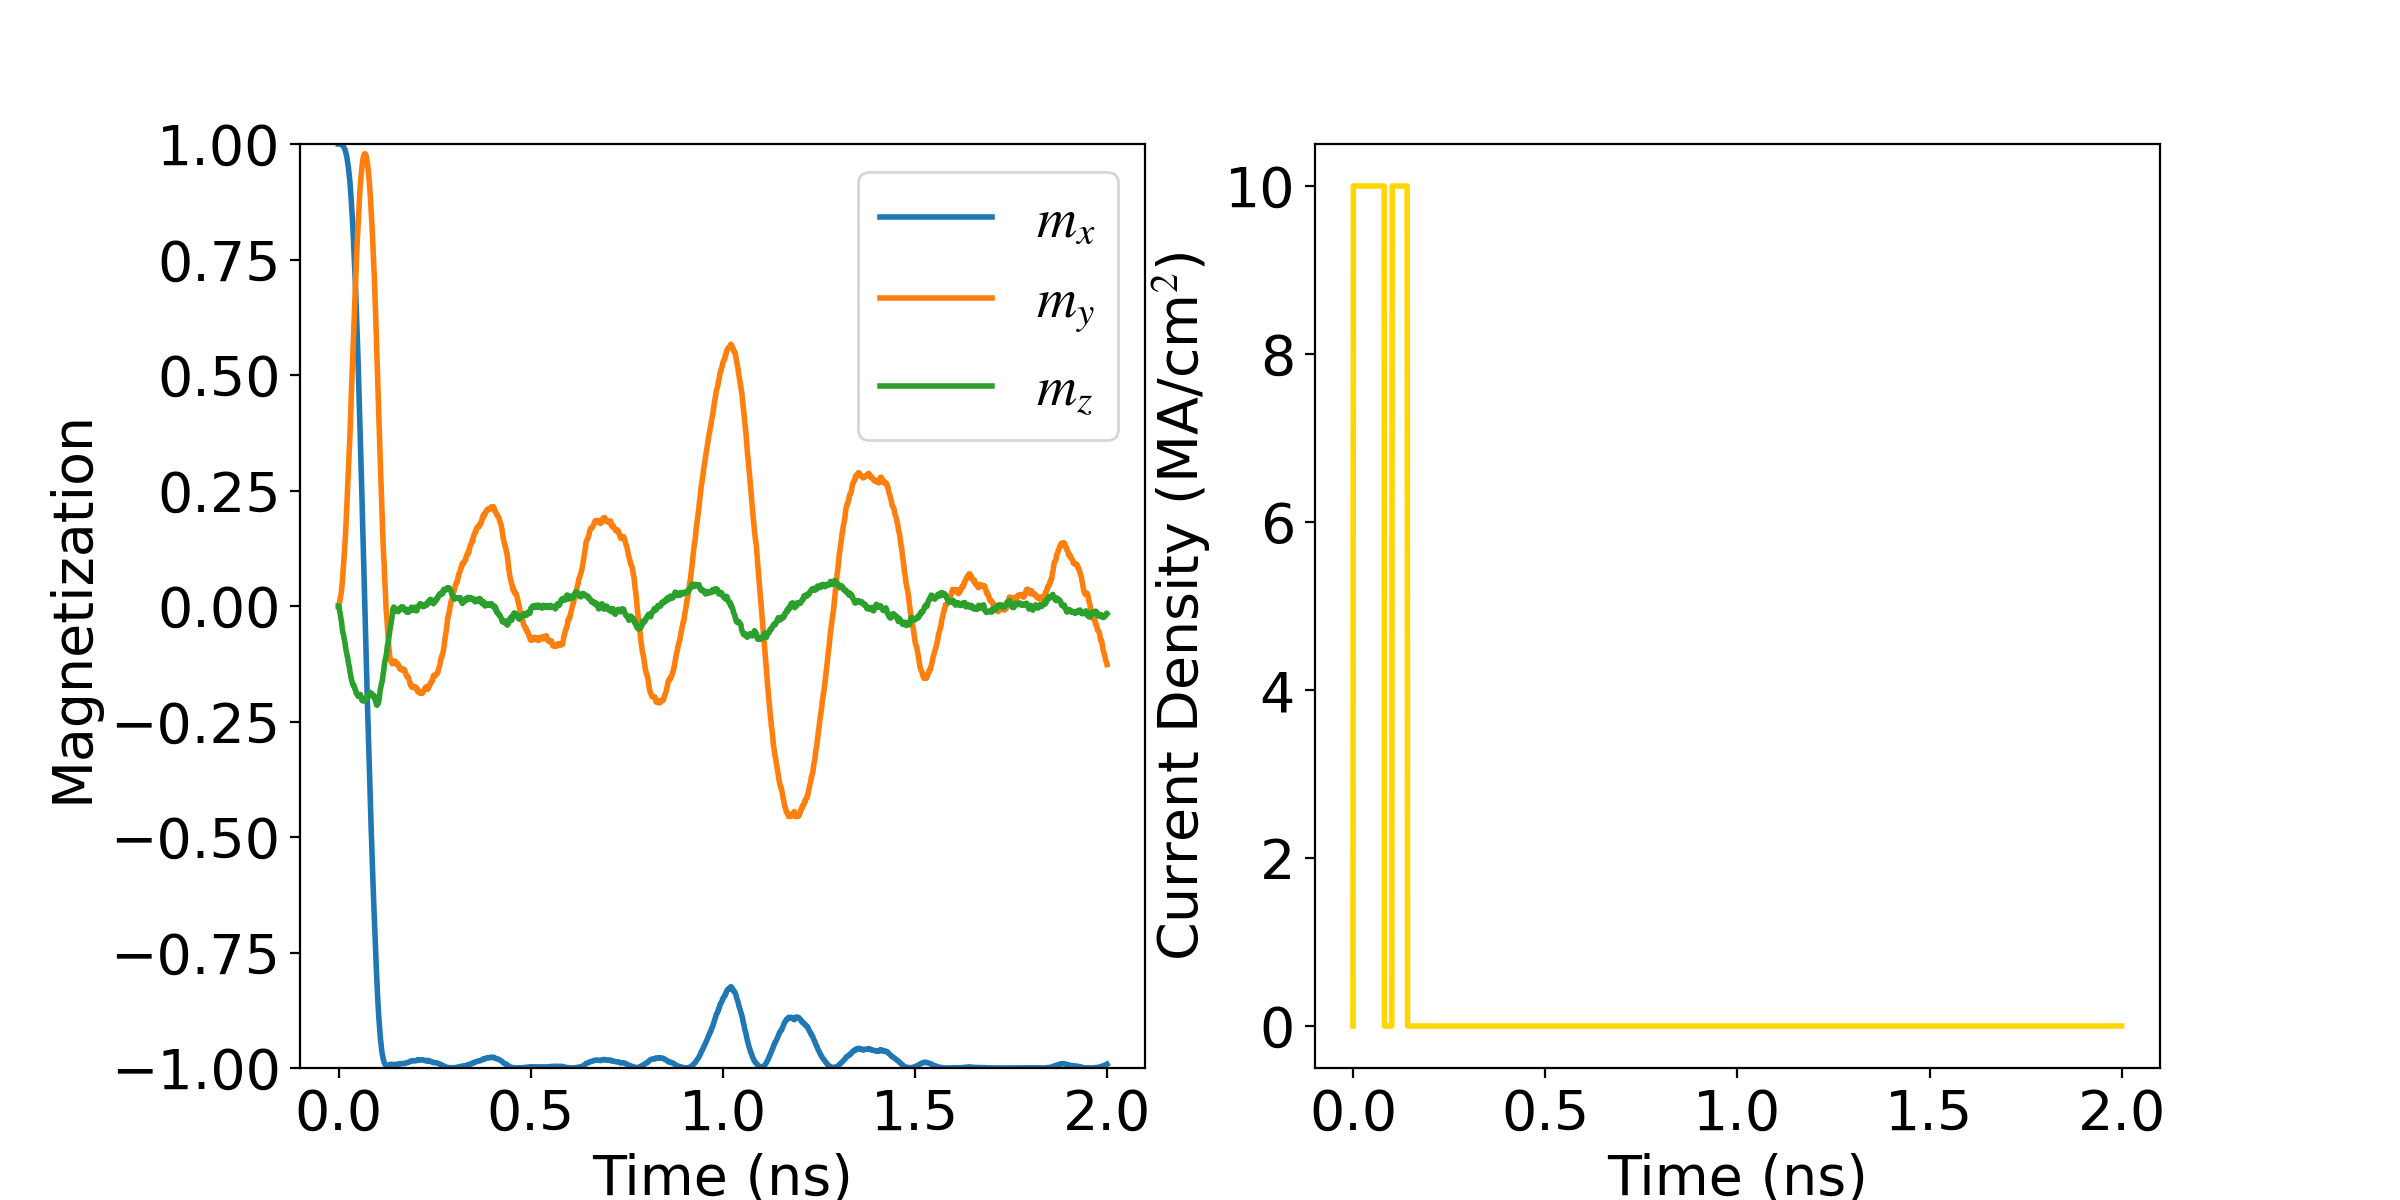 1.00
0.75
0.50
0.25
0.00
−0.25
−0.50
−0.75
−1.00
Magnetization
0.0 0.5 1.0 1.5 2.0
Time (ns)
m_x
m_y
m_z
Current Density (MA/cm²)
10
8
6
4
2
0
0.0 0.5 1.0 1.5 2.0
Time (ns)